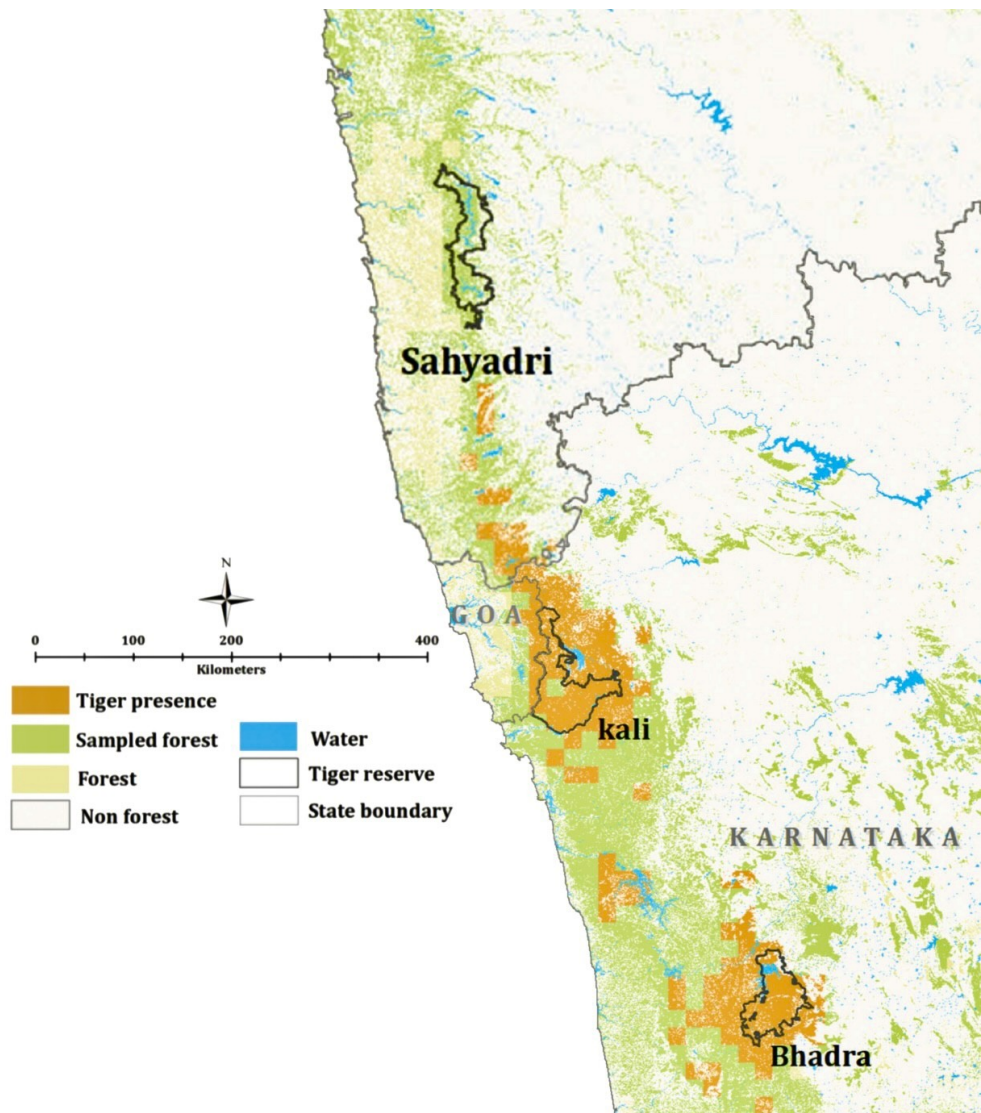 Sahyadri
GOA
N
0 100 200 400
Kilometers
kali
Tiger presence
Sampled forest
Forest
Non forest
Water
Tiger reserve
State boundary
KARNATAKA
Bhadra